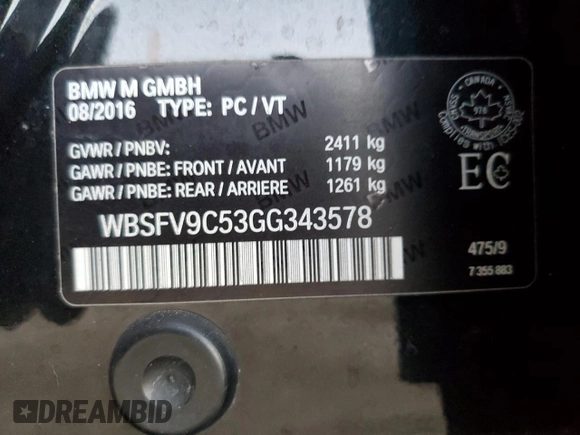 BMW M GMBH
08/2016 TYPE: PC / VT
GVWR / PNBV: 2411 kg
GAWR / PNBE: FRONT / AVANT 1179 kg
GAWR / PNBE: REAR / ARRIERE 1261 kg
WBSFV9C53GG343578
CANADA
EC
475/9
7 355 883
DREAMBID